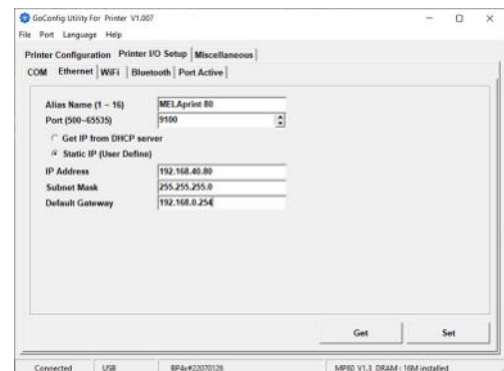 GoConfig Utility For Printer V1.007
File Port Language Help
Printer Configuration Printer I/O Setup Miscellaneous
COM Ethernet WiFi Bluetooth Port Active
Alias Name (1 ~ 16) MELAprint 80
Port (500~65535) 9100
Get IP from DHCP server
Static IP (User Define)
IP Address 192.168.40.80
Subnet Mask 255.255.255.0
Default Gateway 192.168.0.254
Get Set
Connected USB BP4x#22070126 MP80 V1.3 DRAM : 16M installed